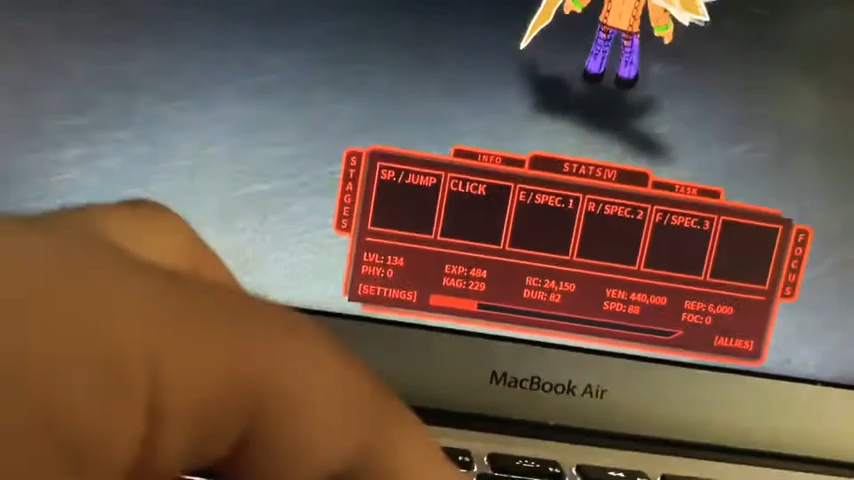 INFO
STATS[V]
TASK
STAGES
SP./JUMP
CLICK
E/SPEC.1
R/SPEC.2
F/SPEC.3
FOCUS
LVL: 134
EXP: 484
RC: 24,150
YEN: 440,000
REP: 6,000
PHY: 0
KAG: 229
DUR: 82
SPD: 88
FOC: 0
[SETTINGS]
[ALLIES]
MacBook Air